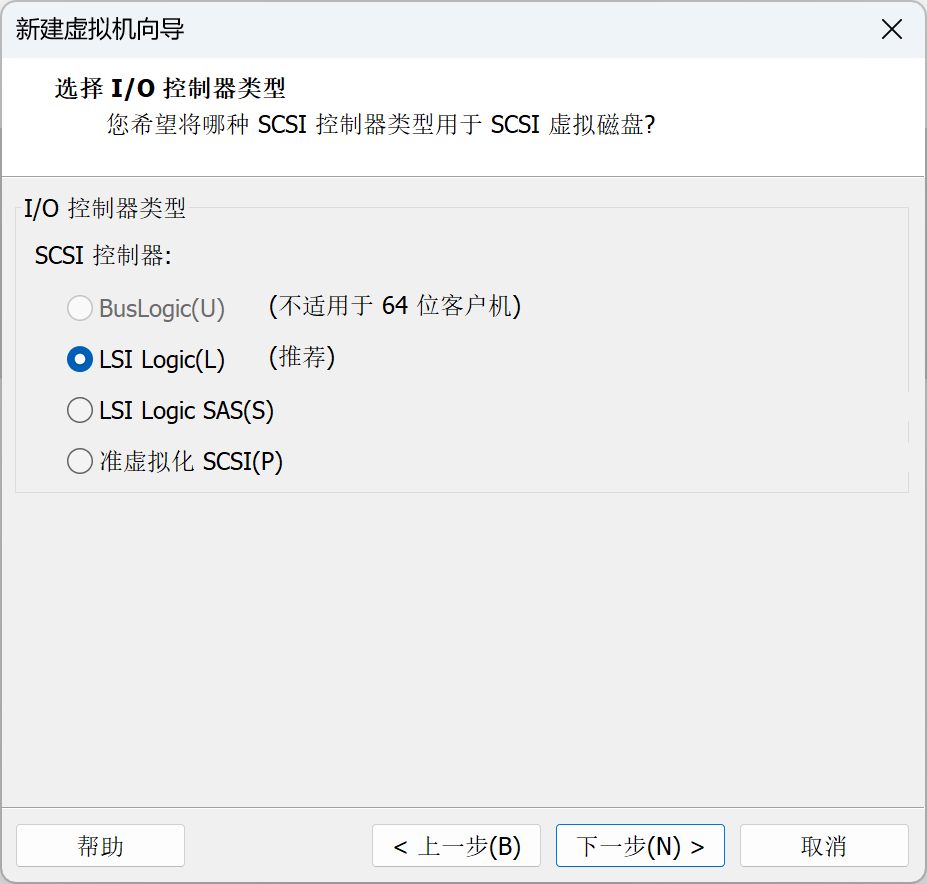 新建虚拟机向导
选择 I/O 控制器类型
您希望将哪种 SCSI 控制器类型用于 SCSI 虚拟磁盘?
I/O 控制器类型
SCSI 控制器:
BusLogic(U) (不适用于 64 位客户机)
LSI Logic(L) (推荐)
LSI Logic SAS(S)
准虚拟化 SCSI(P)
帮助 < 上一步(B) 下一步(N) > 取消